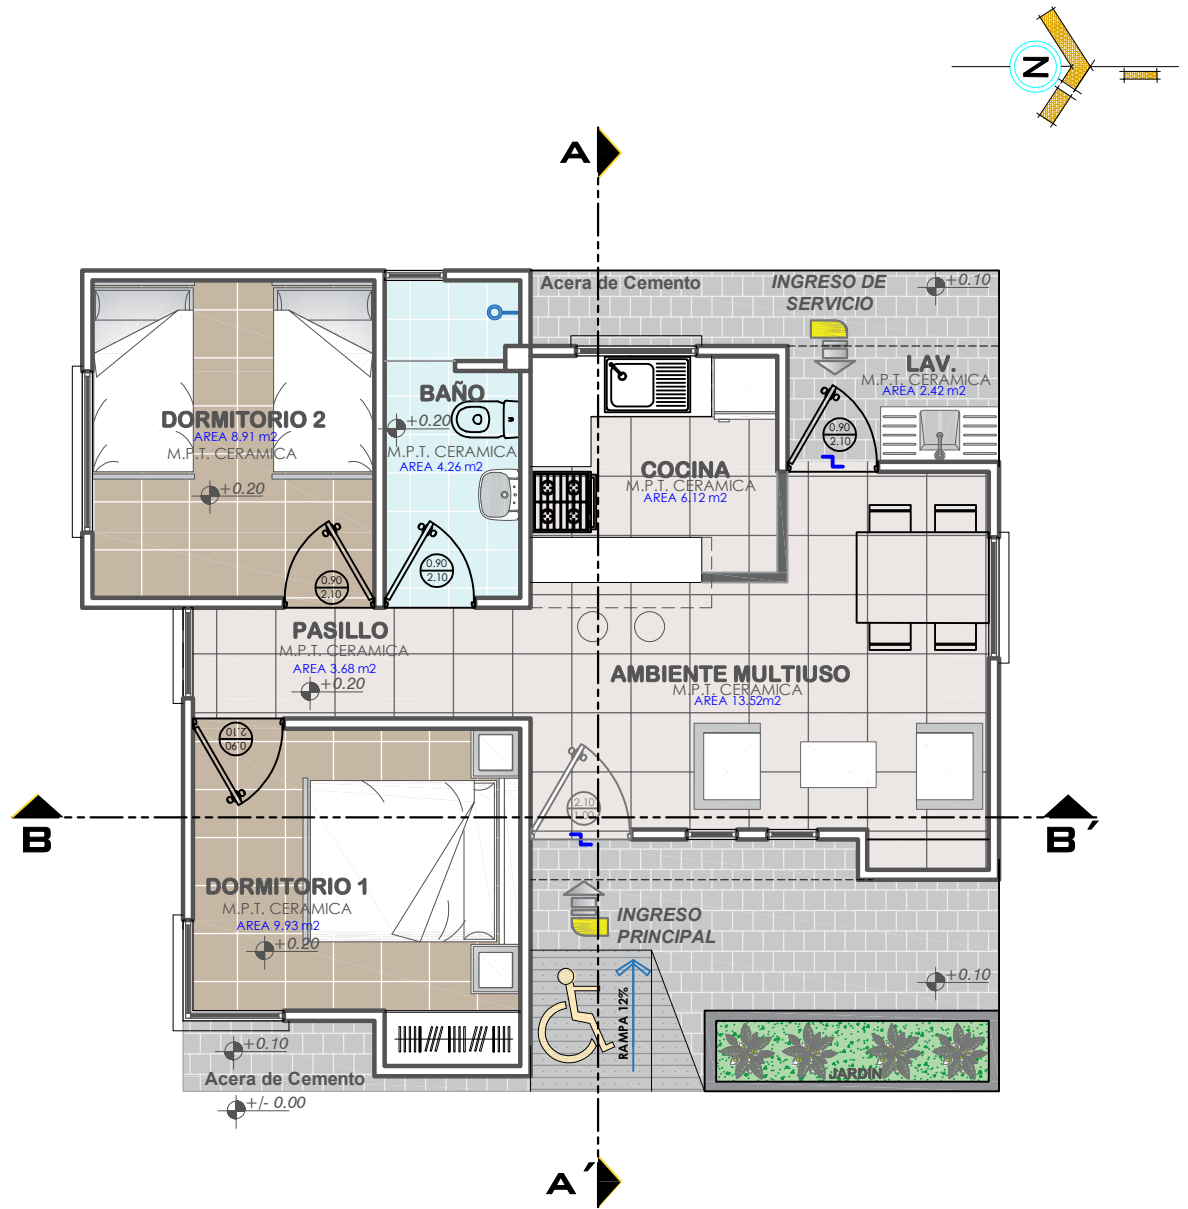 N
A
Acera de Cemento
INGRESO DE
SERVICIO
+0.10
LAV.
M.P.T. CERAMICA
AREA 2.42 m2
0.90
2.10
BAÑO
+0.20
M.P.T. CERAMICA
AREA 4.26 m2
0.90
2.10
DORMITORIO 2
AREA 8.91 m2
M.P.T. CERAMICA
+0.20
0.90
2.10
COCINA
M.P.T. CERAMICA
AREA 6.12 m2
PASILLO
M.P.T. CERAMICA
AREA 3.68 m2
+0.20
AMBIENTE MULTIUSO
M.P.T. CERAMICA
AREA 13.52m2
0.90
2.10
2.10
1.00
B
B´
DORMITORIO 1
M.P.T. CERAMICA
AREA 9.93 m2
+0.20
INGRESO
PRINCIPAL
+0.10
RAMPA 12%
JARDIN
+0.10
Acera de Cemento
+/- 0.00
A´